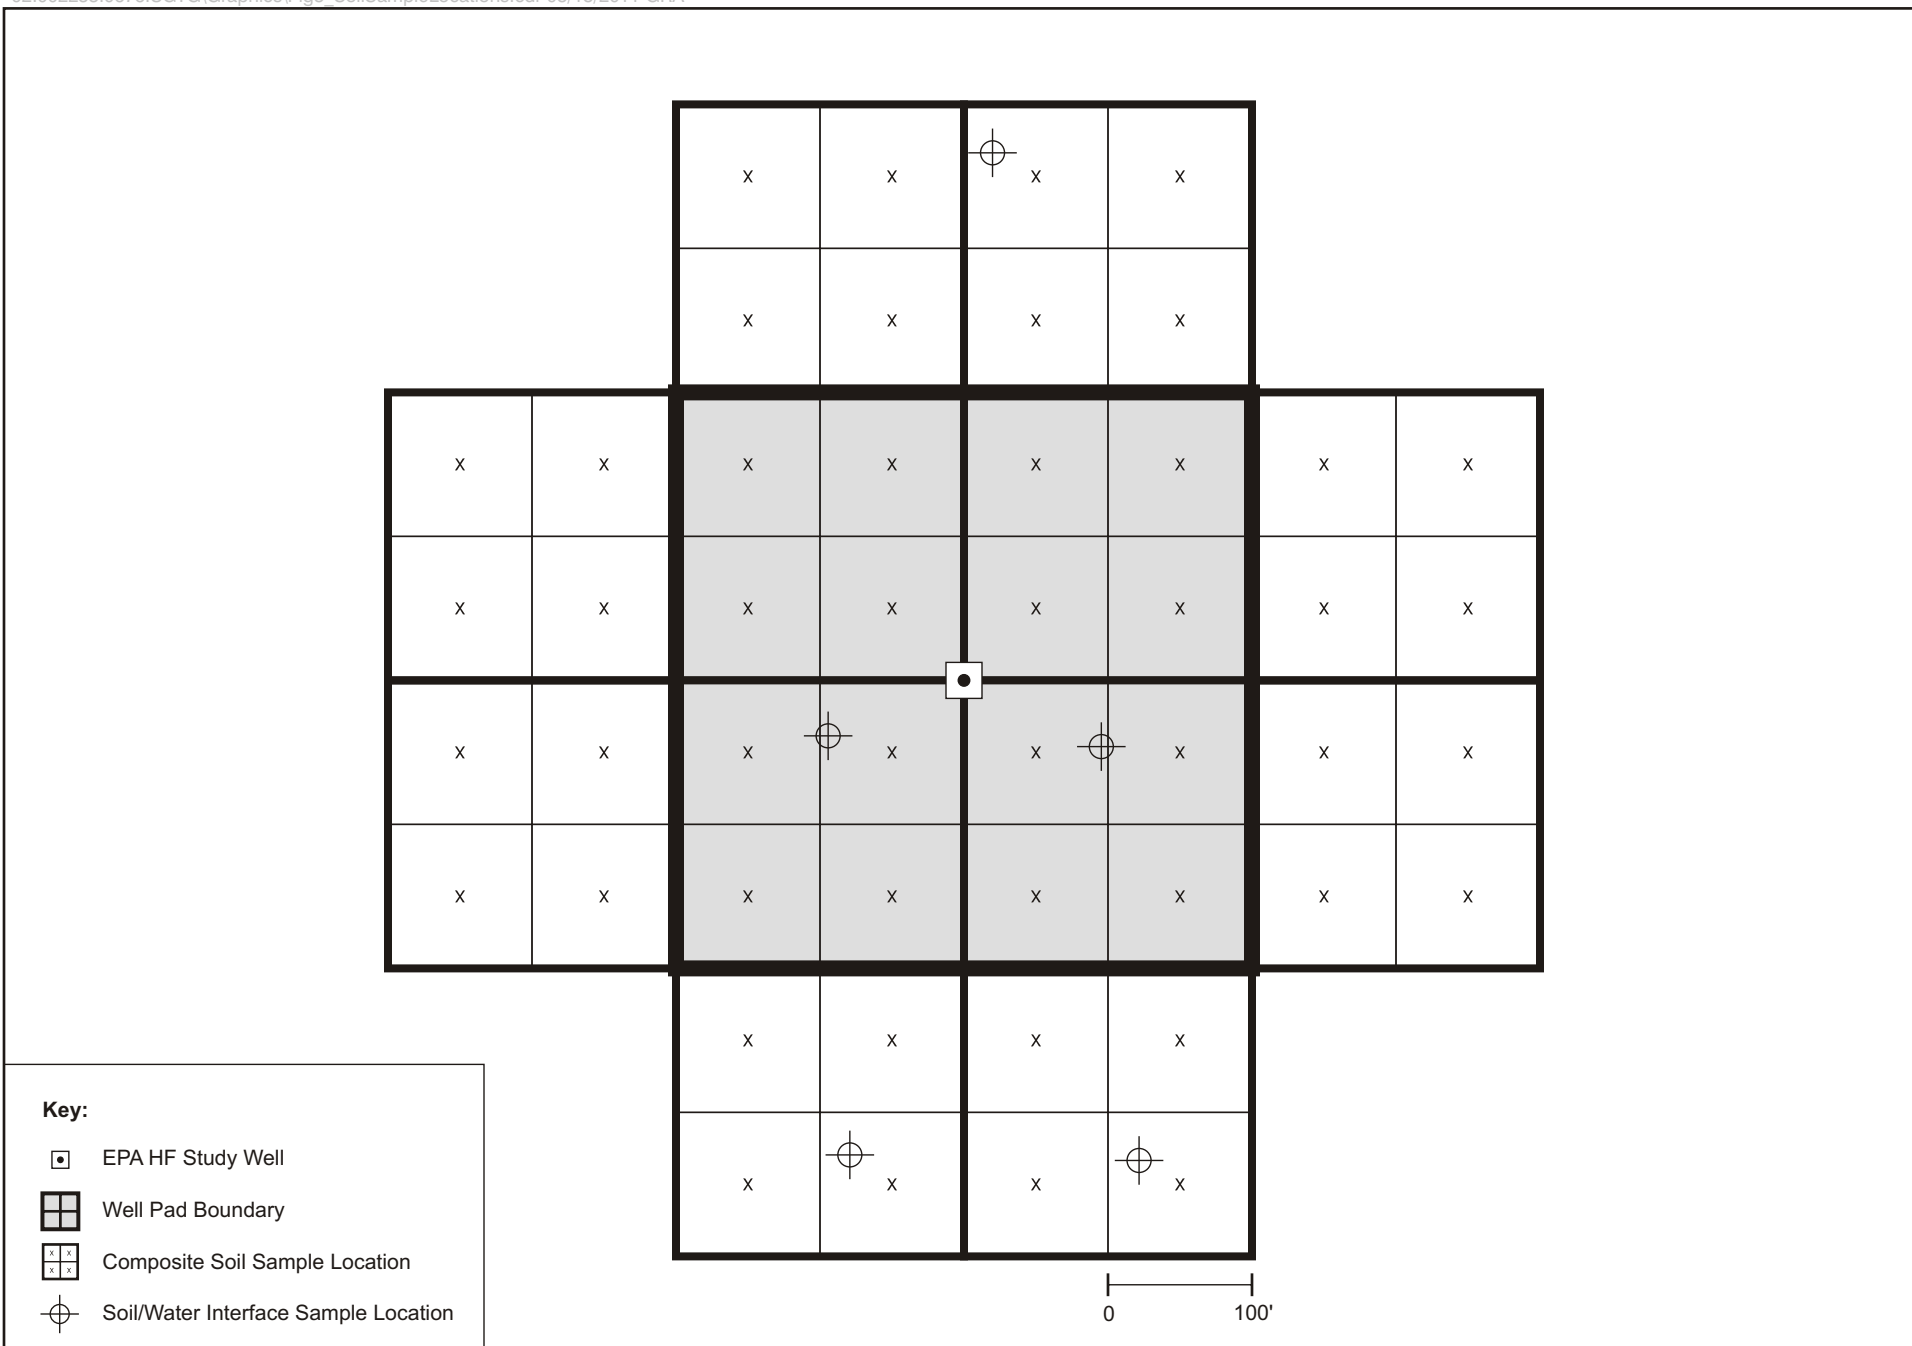 X X X X
X X X X
X X X X X X X X
X X X X X X X X
X X X X X X X X
X X X X X X X X
X X X X
X X X X
0 100'
Key:
EPA HF Study Well
Well Pad Boundary
x x
x x
Composite Soil Sample Location
Soil/Water Interface Sample Location